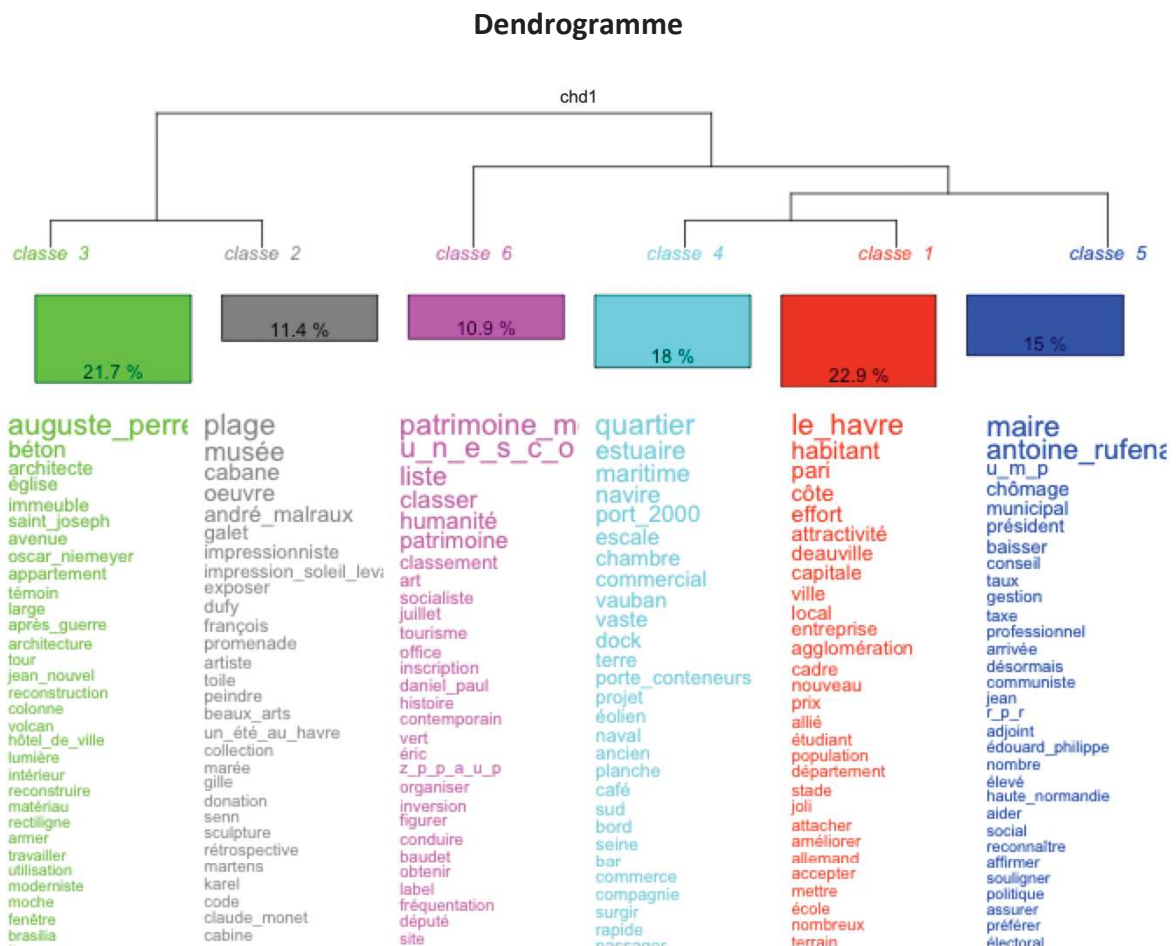 Dendrogramme
chd1
classe 3
classe 2
classe 6
classe 4
classe 1
classe 5
21.7 %
11.4 %
10.9 %
18 %
22.9 %
15 %
auguste_perre
béton
architecte
église
immeuble
saint_joseph
avenue
oscar_niemeyer
appartement
témoin
large
après_guerre
architecture
tour
jean_nouvel
reconstruction
colonne
volcan
hôtel_de_ville
lumière
intérieur
reconstruire
matériau
rectiligne
armer
travailler
utilisation
moderniste
moche
fenêtre
brasilia
plage
musée
cabane
oeuvre
andré_malraux
galet
impressionniste
impression_soleil_leva
exposer
dufy
françois
promenade
artiste
toile
peindre
beaux_arts
un_été_au_havre
collection
marée
gille
donation
senn
sculpture
rétrospective
martens
karel
code
claude_monet
cabine
patrimoine_m
u_n_e_s_c_o
liste
classer
humanité
patrimoine
classement
art
socialiste
juillet
tourisme
office
inscription
daniel_paul
histoire
contemporain
vert
éric
z_p_p_a_u_p
organiser
inversion
figurer
conduire
baudet
obtenir
label
fréquentation
député
site
quartier
estuaire
maritime
navire
port_2000
escale
chambre
commercial
vauban
vaste
dock
terre
porte_conteneurs
projet
éolien
naval
ancien
planche
café
sud
bord
seine
bar
commerce
compagnie
surgir
rapide
passager
le_havre
habitant
pari
côte
effort
attractivité
deauville
capitale
ville
local
entreprise
agglomération
cadre
nouveau
prix
allié
étudiant
population
département
stade
joli
attacher
améliorer
allemand
accepter
mettre
école
nombreux
terrain
maire
antoine_rufena
u_m_p
chômage
municipal
président
baisser
conseil
taux
gestion
taxe
professionnel
arrivée
désormais
communiste
jean
r_p_r
adjoint
édouard_philippe
nombre
élevé
haute_normandie
aider
social
reconnaître
affirmer
souligner
politique
assurer
préférer
électoral